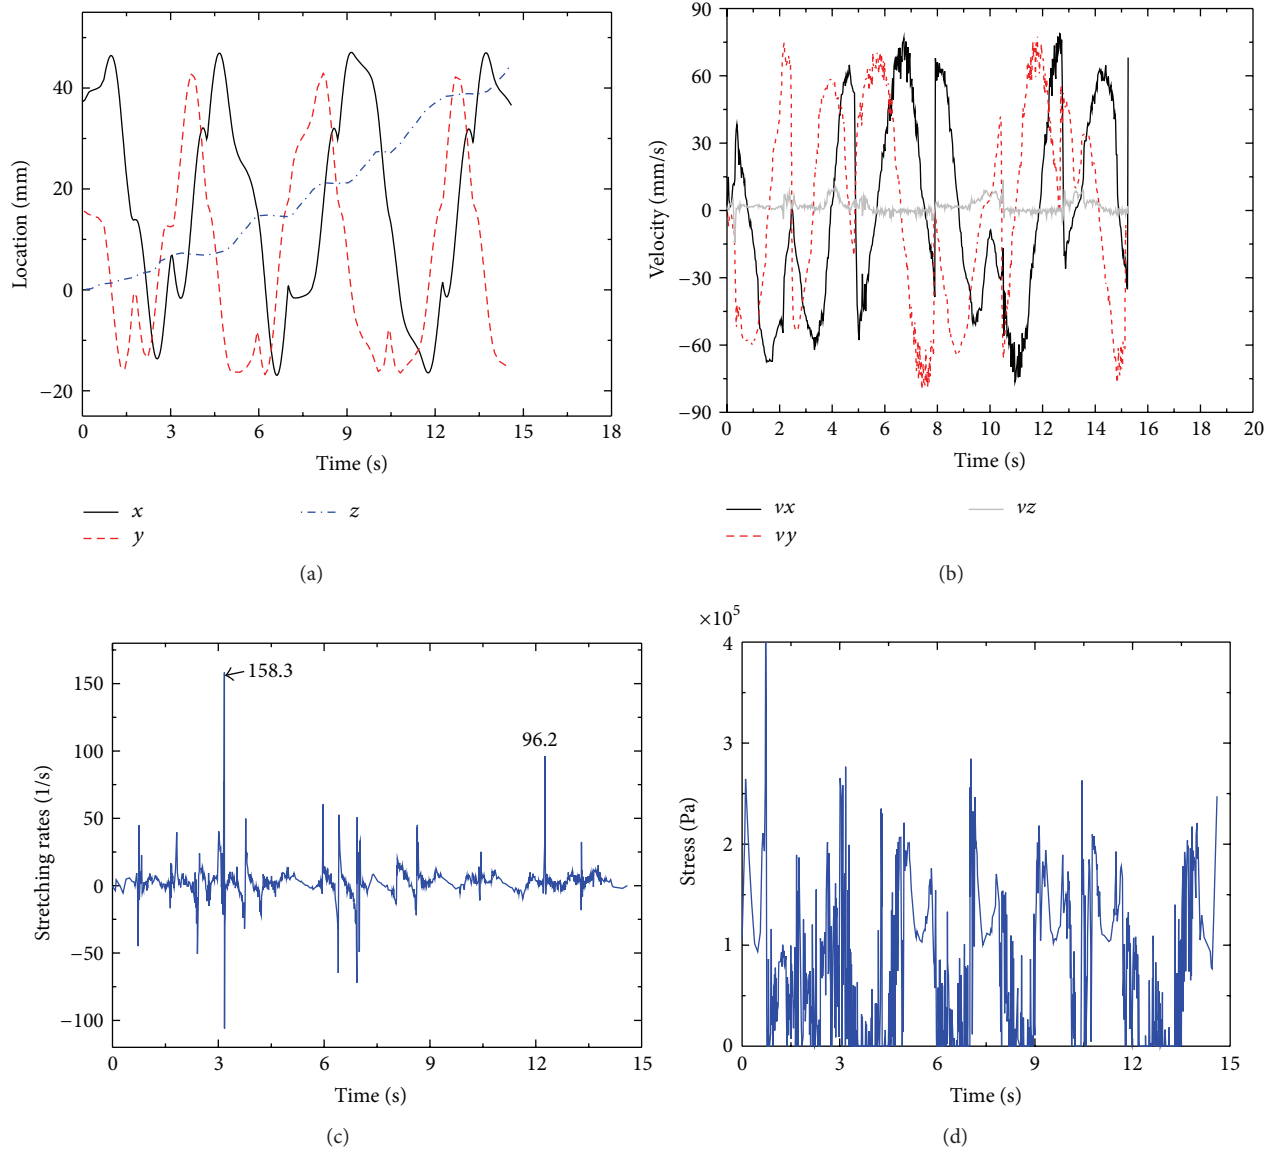 40
20
0
−20
Location (mm)
0 3 6 9 12 15 18
Time (s)
x
y
z
(a)
90
60
30
0
−30
−60
−90
Velocity (mm/s)
0 2 4 6 8 10 12 14 16 18 20
Time (s)
vx
vy
vz
(b)
150
100
50
0
−50
−100
Stretching rates (1/s)
158.3
96.2
0 3 6 9 12 15
Time (s)
(c)
×10⁵
4
3
2
1
0
Stress (Pa)
0 3 6 9 12 15
Time (s)
(d)